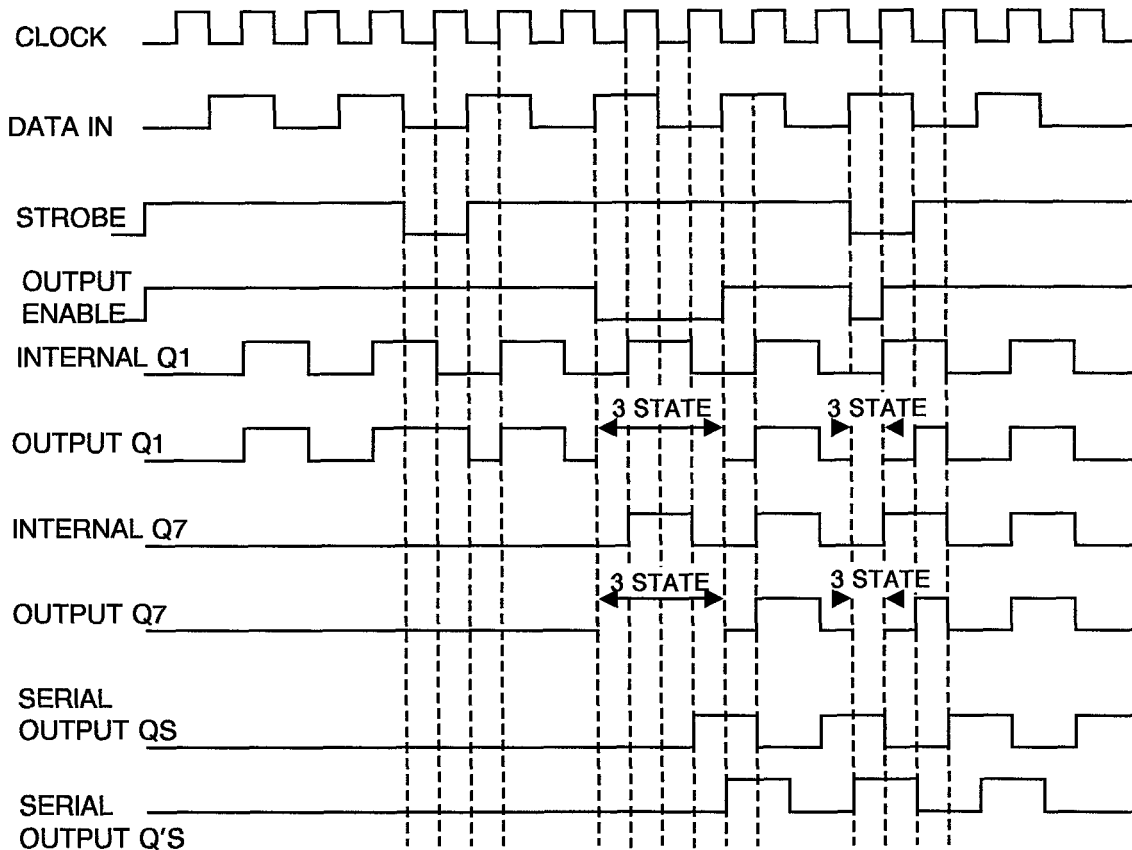 CLOCK
DATA IN
STROBE
OUTPUT
ENABLE
INTERNAL Q1
3 STATE 3 STATE
OUTPUT Q1
INTERNAL Q7
3 STATE 3 STATE
OUTPUT Q7
SERIAL
OUTPUT QS
SERIAL
OUTPUT Q'S